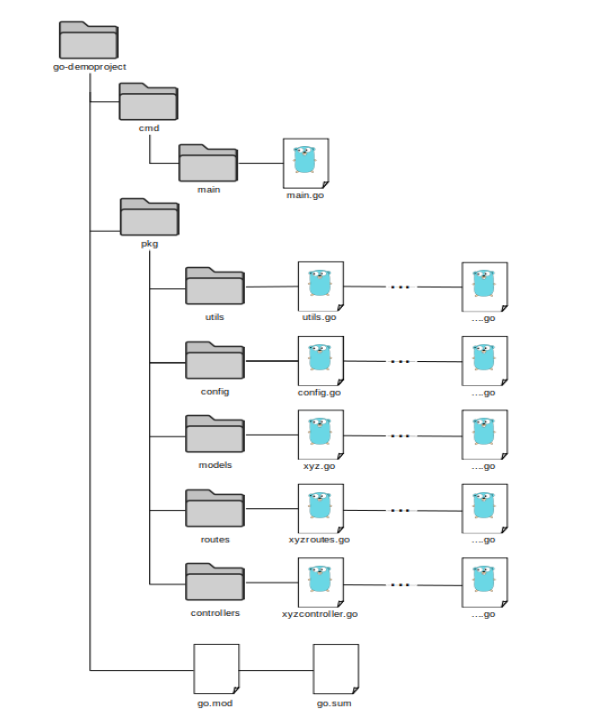 go-demoproject
cmd
main
main.go
pkg
utils
utils.go
....go
config
config.go
....go
models
xyz.go
....go
routes
xyzroutes.go
....go
controllers
xyzcontroller.go
....go
go.mod
go.sum